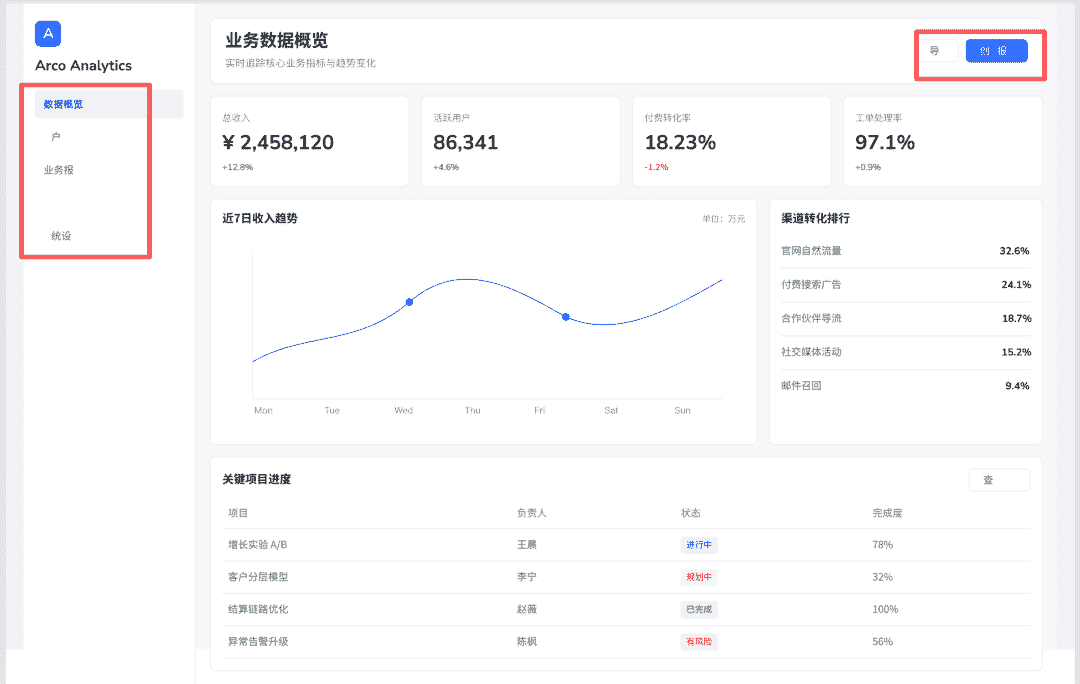 A
Arco Analytics
数据概览
户
业务报
统设
业务数据概览
实时追踪核心业务指标与趋势变化
导
创 报
总收入
¥ 2,458,120
+12.8%
活跃用户
86,341
+4.6%
付费转化率
18.23%
-1.2%
工单处理率
97.1%
+0.9%
近7日收入趋势
单位：万元
Mon Tue Wed Thu Fri Sat Sun
渠道转化排行
官网自然流量 32.6%
付费搜索广告 24.1%
合作伙伴导流 18.7%
社交媒体活动 15.2%
邮件召回 9.4%
关键项目进度
查
项目 负责人 状态 完成度
增长实验 A/B 王晨 进行中 78%
客户分层模型 李宁 规划中 32%
结算链路优化 赵薇 已完成 100%
异常告警升级 陈枫 有风险 56%